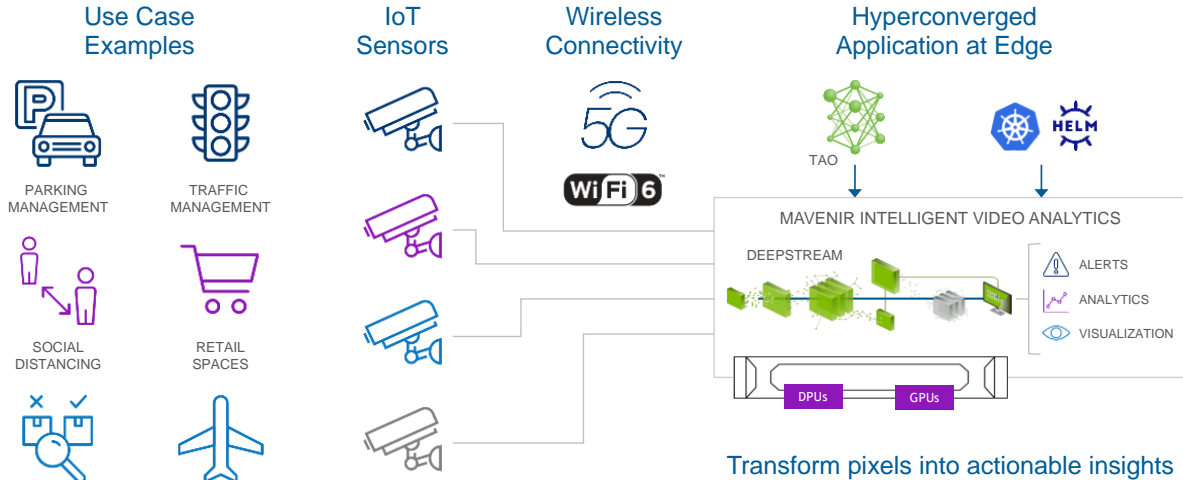 Use Case
Examples
IoT
Sensors
Wireless
Connectivity
Hyperconverged
Application at Edge
P
PARKING
MANAGEMENT
TRAFFIC
MANAGEMENT
SOCIAL
DISTANCING
RETAIL
SPACES
5G
WiFi 6™
TAO
HELM
MAVENIR INTELLIGENT VIDEO ANALYTICS
DEEPSTREAM
ALERTS
ANALYTICS
VISUALIZATION
DPUs
GPUs
Transform pixels into actionable insights